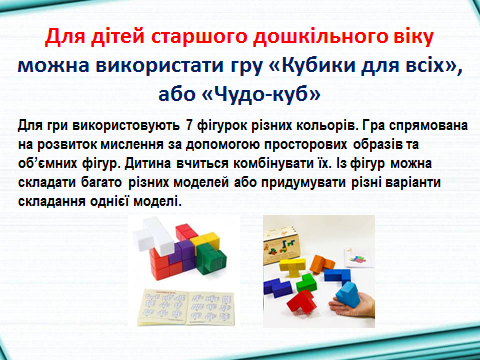 Для дітей старшого дошкільного віку
можна використати гру «Кубики для всіх»,
або «Чудо-куб»
Для гри використовують 7 фігурок різних кольорів. Гра спрямована
на розвиток мислення за допомогою просторових образів та
об’ємних фігур. Дитина вчиться комбінувати їх. Із фігур можна
складати багато різних моделей або придумувати різні варіанти
складання однієї моделі.